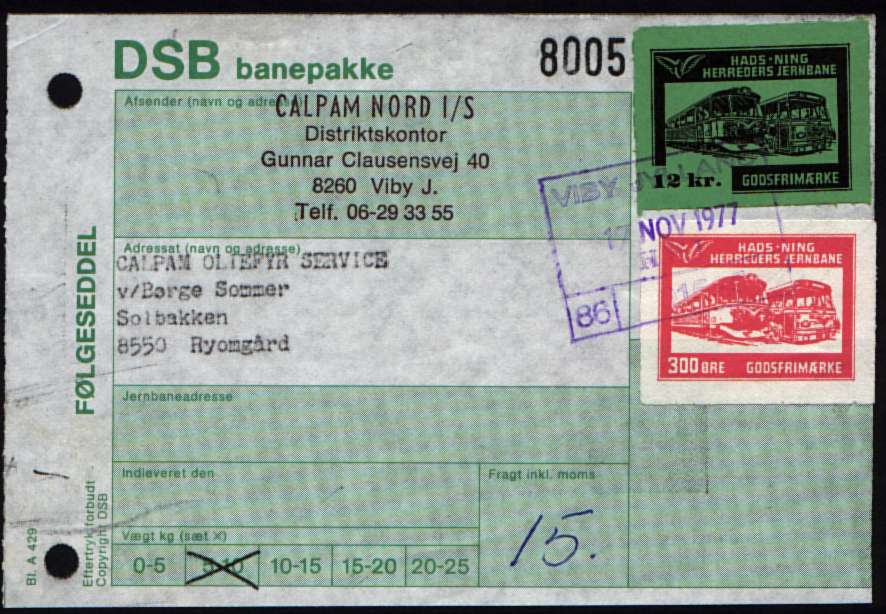 DSB banepakke
8005
Afsender (navn og adresse)
CALPAM NORD I/S
Distriktskontor
Gunnar Clausensvej 40
8260 Viby J.
Telf. 06-29 33 55
Adressat (navn og adresse)
CALPAM OLIEFYR SERVICE
v/Børge Sommer
Solbakken
8550 Ryomgård
Jernbaneadresse
Indleveret den
Fragt inkl. moms
15.
Vægt kg (sæt X)
0-5 5-10 10-15 15-20 20-25
FØLGESEDDEL
Eftertryk forbudt
Copyright DSB
Bl. A 429
HADS-NING
HERREDERS JERNBANE
12 kr.
GODSFRIMÆRKE
VIBY JYLLAND
17 NOV 1977
86
HADS-NING
HERREDERS JERNBANE
300 ØRE GODSFRIMÆRKE